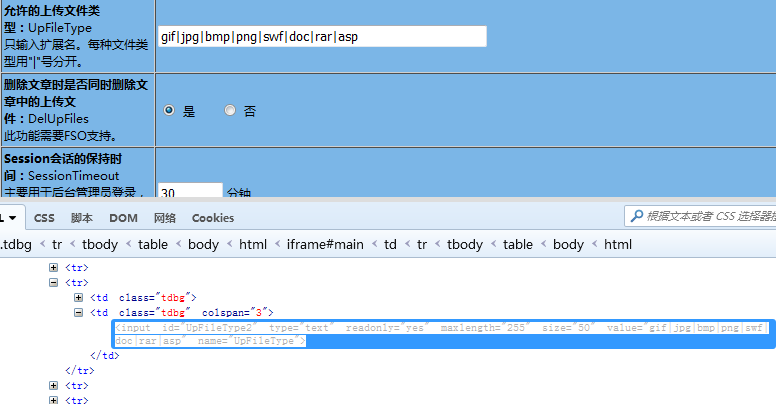 允许的上传文件类
型：UpFileType
只输入扩展名。每种文件类
型用"|"号分开。
gif|jpg|bmp|png|swf|doc|rar|asp
删除文章时是否同时删除文
章中的上传文
件：DelUpFiles
此功能需要FSO支持。
是 否
Session会话的保持时
间：SessionTimeout
主要用于后台管理员登录，
30 分钟
CSS 脚本 DOM 网络 Cookies
根据文本或者 CSS 选择器
.tdbg < tr < tbody < table < body < html < iframe#main < td < tr < tbody < table < body < html
<tr>
<tr>
<td class="tdbg">
<td class="tdbg" colspan="3">
<input id="UpFileType2" type="text" readonly="yes" maxlength="255" size="50" value="gif|jpg|bmp|png|swf|
doc|rar|asp" name="UpFileType">
</td>
</tr>
<tr>
<tr>